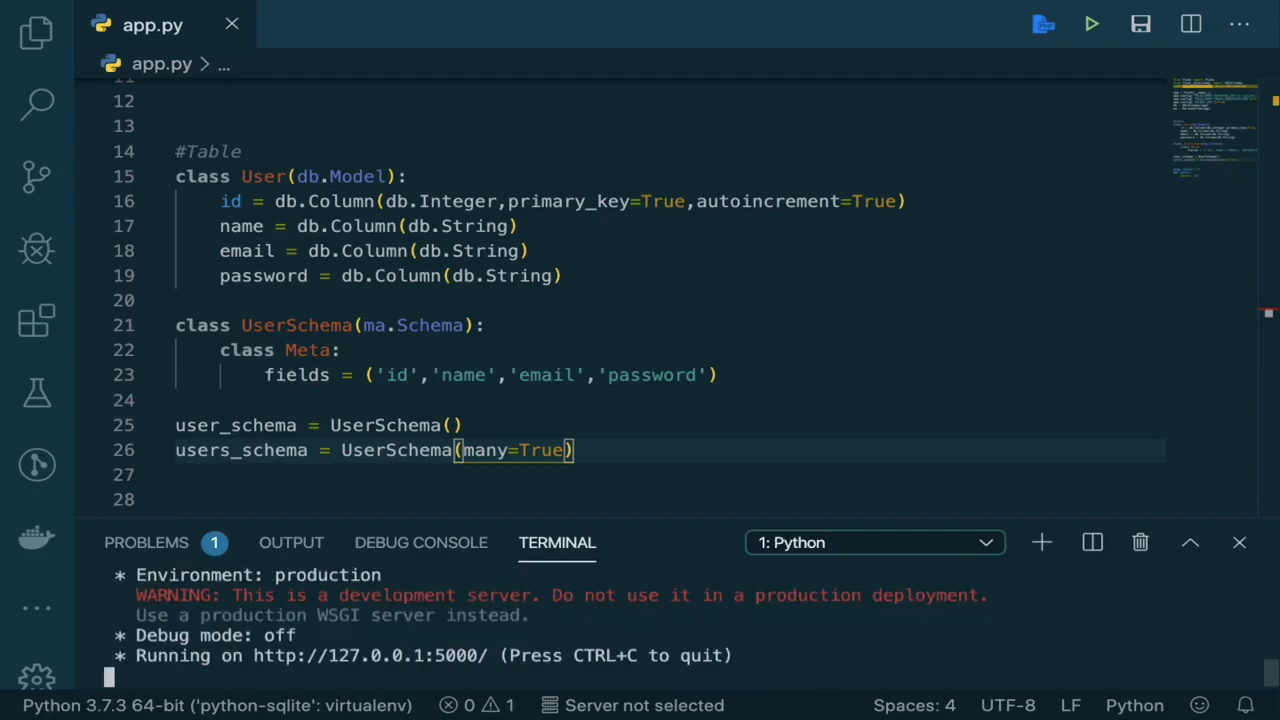 app.py
app.py > ...
11
12
13
14 #Table
15 class User(db.Model):
16 id = db.Column(db.Integer,primary_key=True,autoincrement=True)
17 name = db.Column(db.String)
18 email = db.Column(db.String)
19 password = db.Column(db.String)
20
21 class UserSchema(ma.Schema):
22 class Meta:
23 fields = ('id','name','email','password')
24
25 user_schema = UserSchema()
26 users_schema = UserSchema(many=True)
27
28
PROBLEMS 1 OUTPUT DEBUG CONSOLE TERMINAL 1: Python
* Environment: production
WARNING: This is a development server. Do not use it in a production deployment.
Use a production WSGI server instead.
* Debug mode: off
* Running on http://127.0.0.1:5000/ (Press CTRL+C to quit)
Python 3.7.3 64-bit ('python-sqlite': virtualenv) 0 1 Server not selected Spaces: 4 UTF-8 LF Python